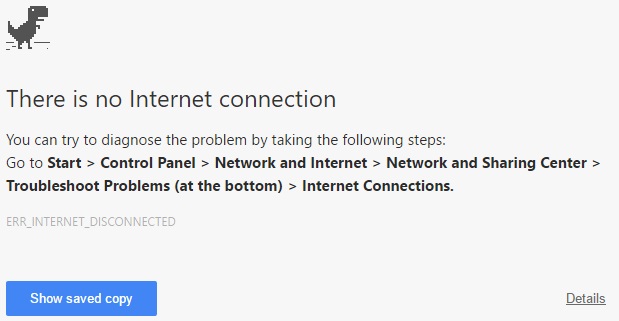 There is no Internet connection
You can try to diagnose the problem by taking the following steps:
Go to Start > Control Panel > Network and Internet > Network and Sharing Center >
Troubleshoot Problems (at the bottom) > Internet Connections.
ERR_INTERNET_DISCONNECTED
Show saved copy
Details